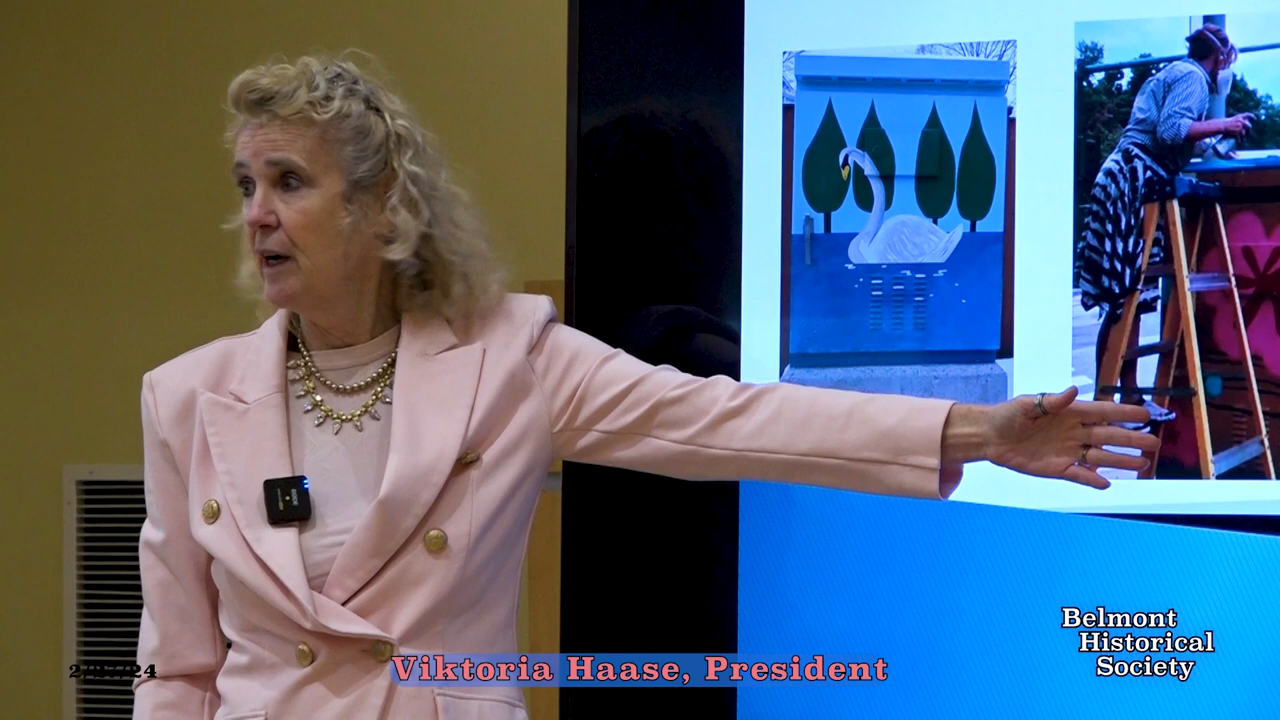 Belmont
Historical
Society
Viktoria Haase, President